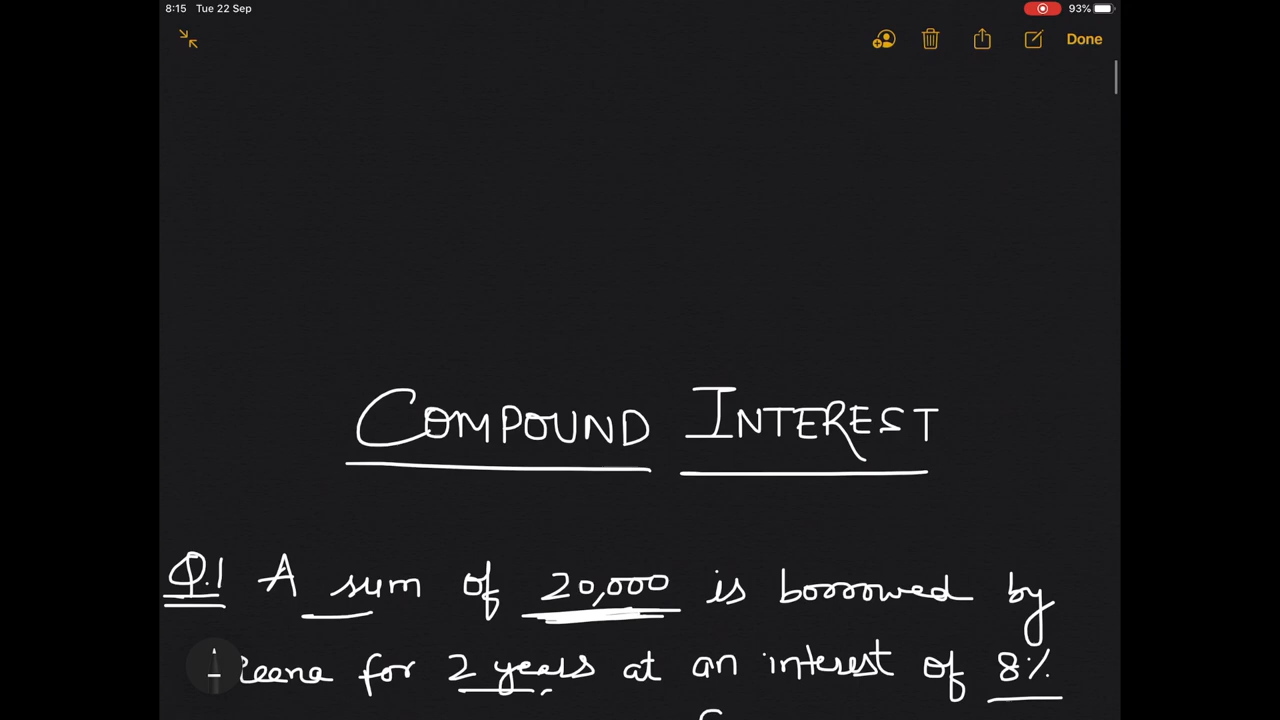 8:15 Tue 22 Sep 93%
Done
COMPOUND INTEREST
Q.1 A sum of 20,000 is borrowed by
for 2 years at an interest of 8%